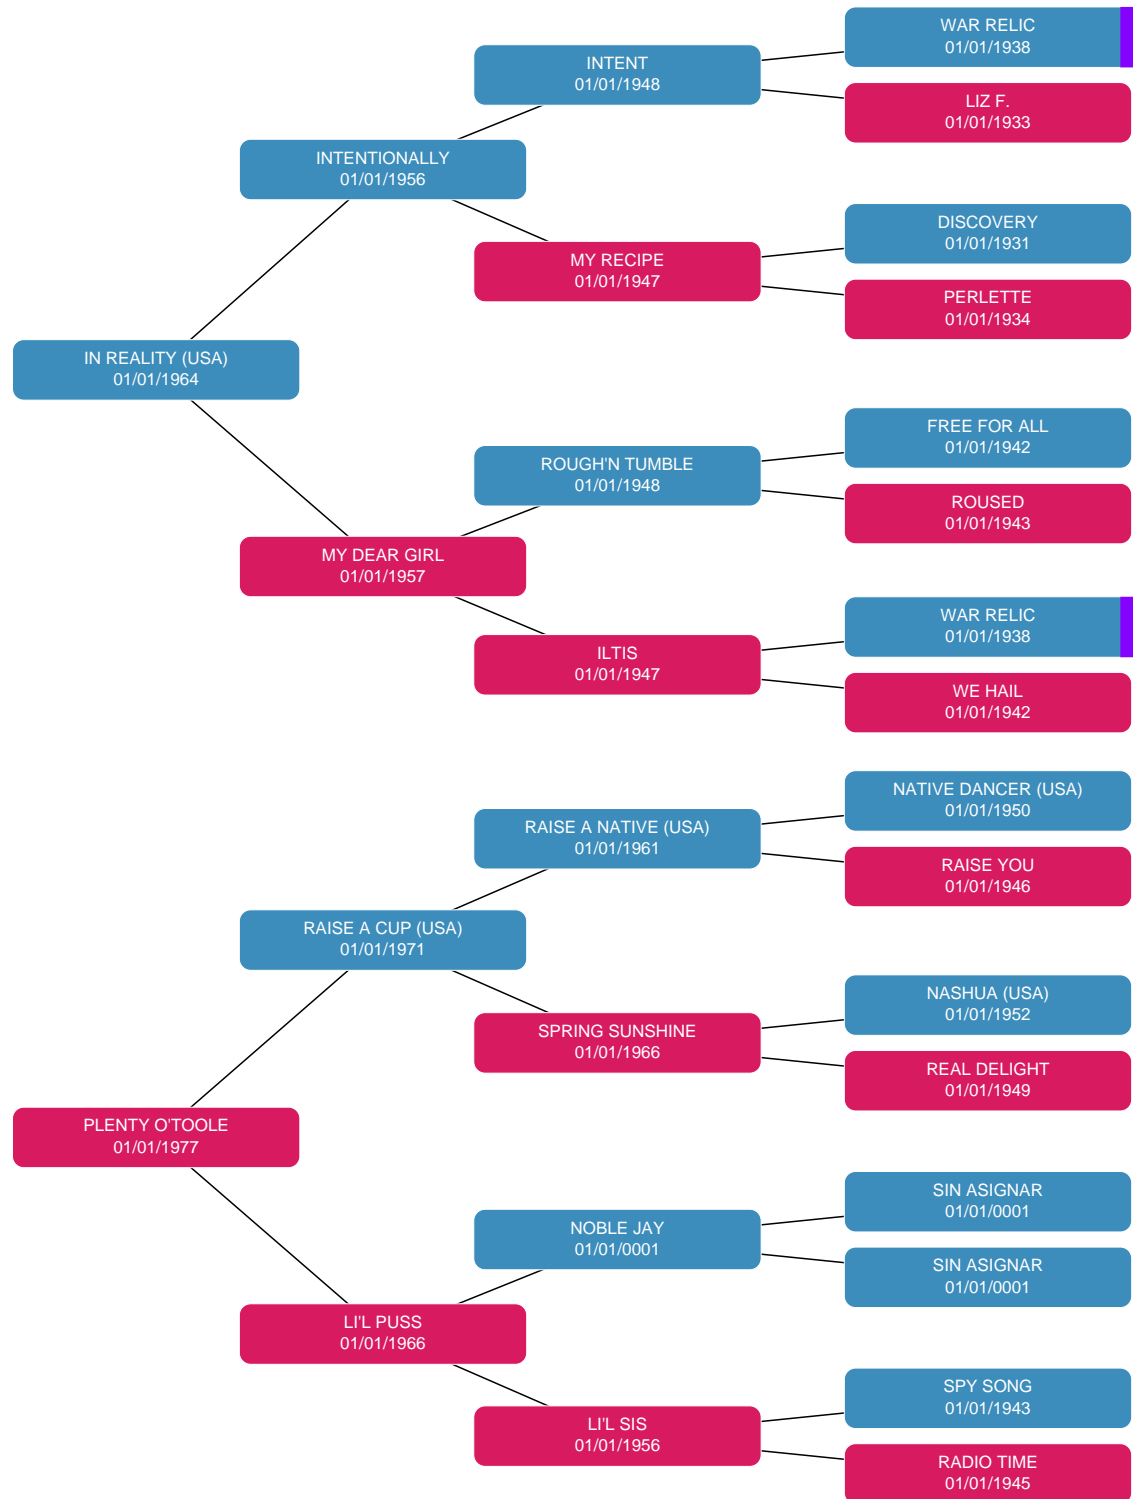 WAR RELIC
01/01/1938
INTENT
01/01/1948
LIZ F.
01/01/1933
INTENTIONALLY
01/01/1956
DISCOVERY
01/01/1931
MY RECIPE
01/01/1947
PERLETTE
01/01/1934
IN REALITY (USA)
01/01/1964
FREE FOR ALL
01/01/1942
ROUGH'N TUMBLE
01/01/1948
ROUSED
01/01/1943
MY DEAR GIRL
01/01/1957
WAR RELIC
01/01/1938
ILTIS
01/01/1947
WE HAIL
01/01/1942
NATIVE DANCER (USA)
01/01/1950
RAISE A NATIVE (USA)
01/01/1961
RAISE YOU
01/01/1946
RAISE A CUP (USA)
01/01/1971
NASHUA (USA)
01/01/1952
SPRING SUNSHINE
01/01/1966
REAL DELIGHT
01/01/1949
PLENTY O'TOOLE
01/01/1977
SIN ASIGNAR
01/01/0001
NOBLE JAY
01/01/0001
SIN ASIGNAR
01/01/0001
LI'L PUSS
01/01/1966
SPY SONG
01/01/1943
LI'L SIS
01/01/1956
RADIO TIME
01/01/1945